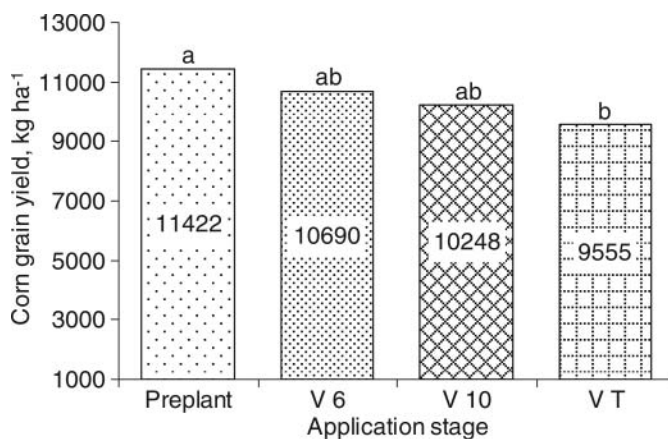 Corn grain yield, kg ha⁻¹
13000
11000
9000
7000
5000
3000
1000
a
ab
ab
b
11422
10690
10248
9555
Preplant
V 6
V 10
V T
Application stage